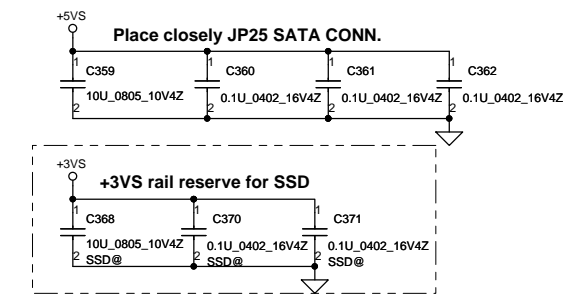 +5VS
Place closely JP25 SATA CONN.
1 C359 10U_0805_10V4Z 2
1 C360 0.1U_0402_16V4Z 2
1 C361 0.1U_0402_16V4Z 2
1 C362 0.1U_0402_16V4Z 2
+3VS
+3VS rail reserve for SSD
1 C368 10U_0805_10V4Z 2 SSD@
1 C370 0.1U_0402_16V4Z 2 SSD@
1 C371 0.1U_0402_16V4Z 2 SSD@